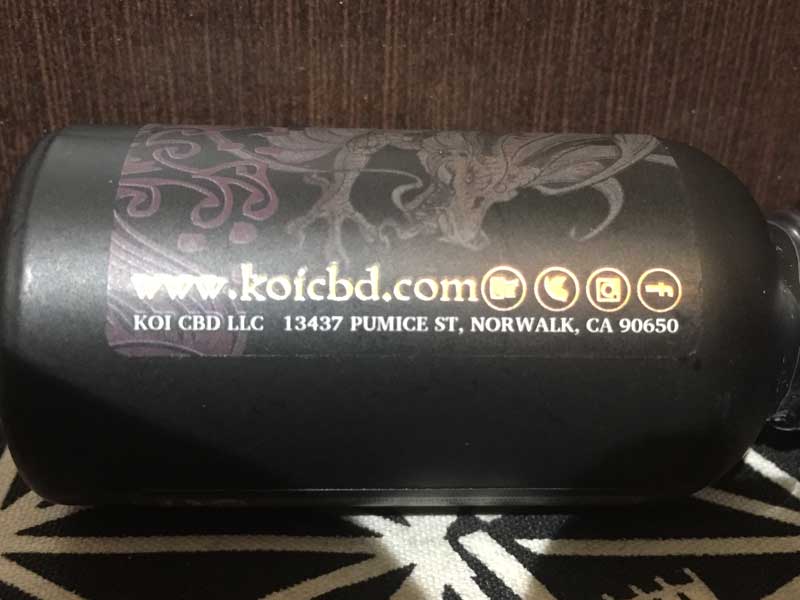 www.koicbd.com
KOI CBD LLC 13437 PUMICE ST, NORWALK, CA 90650